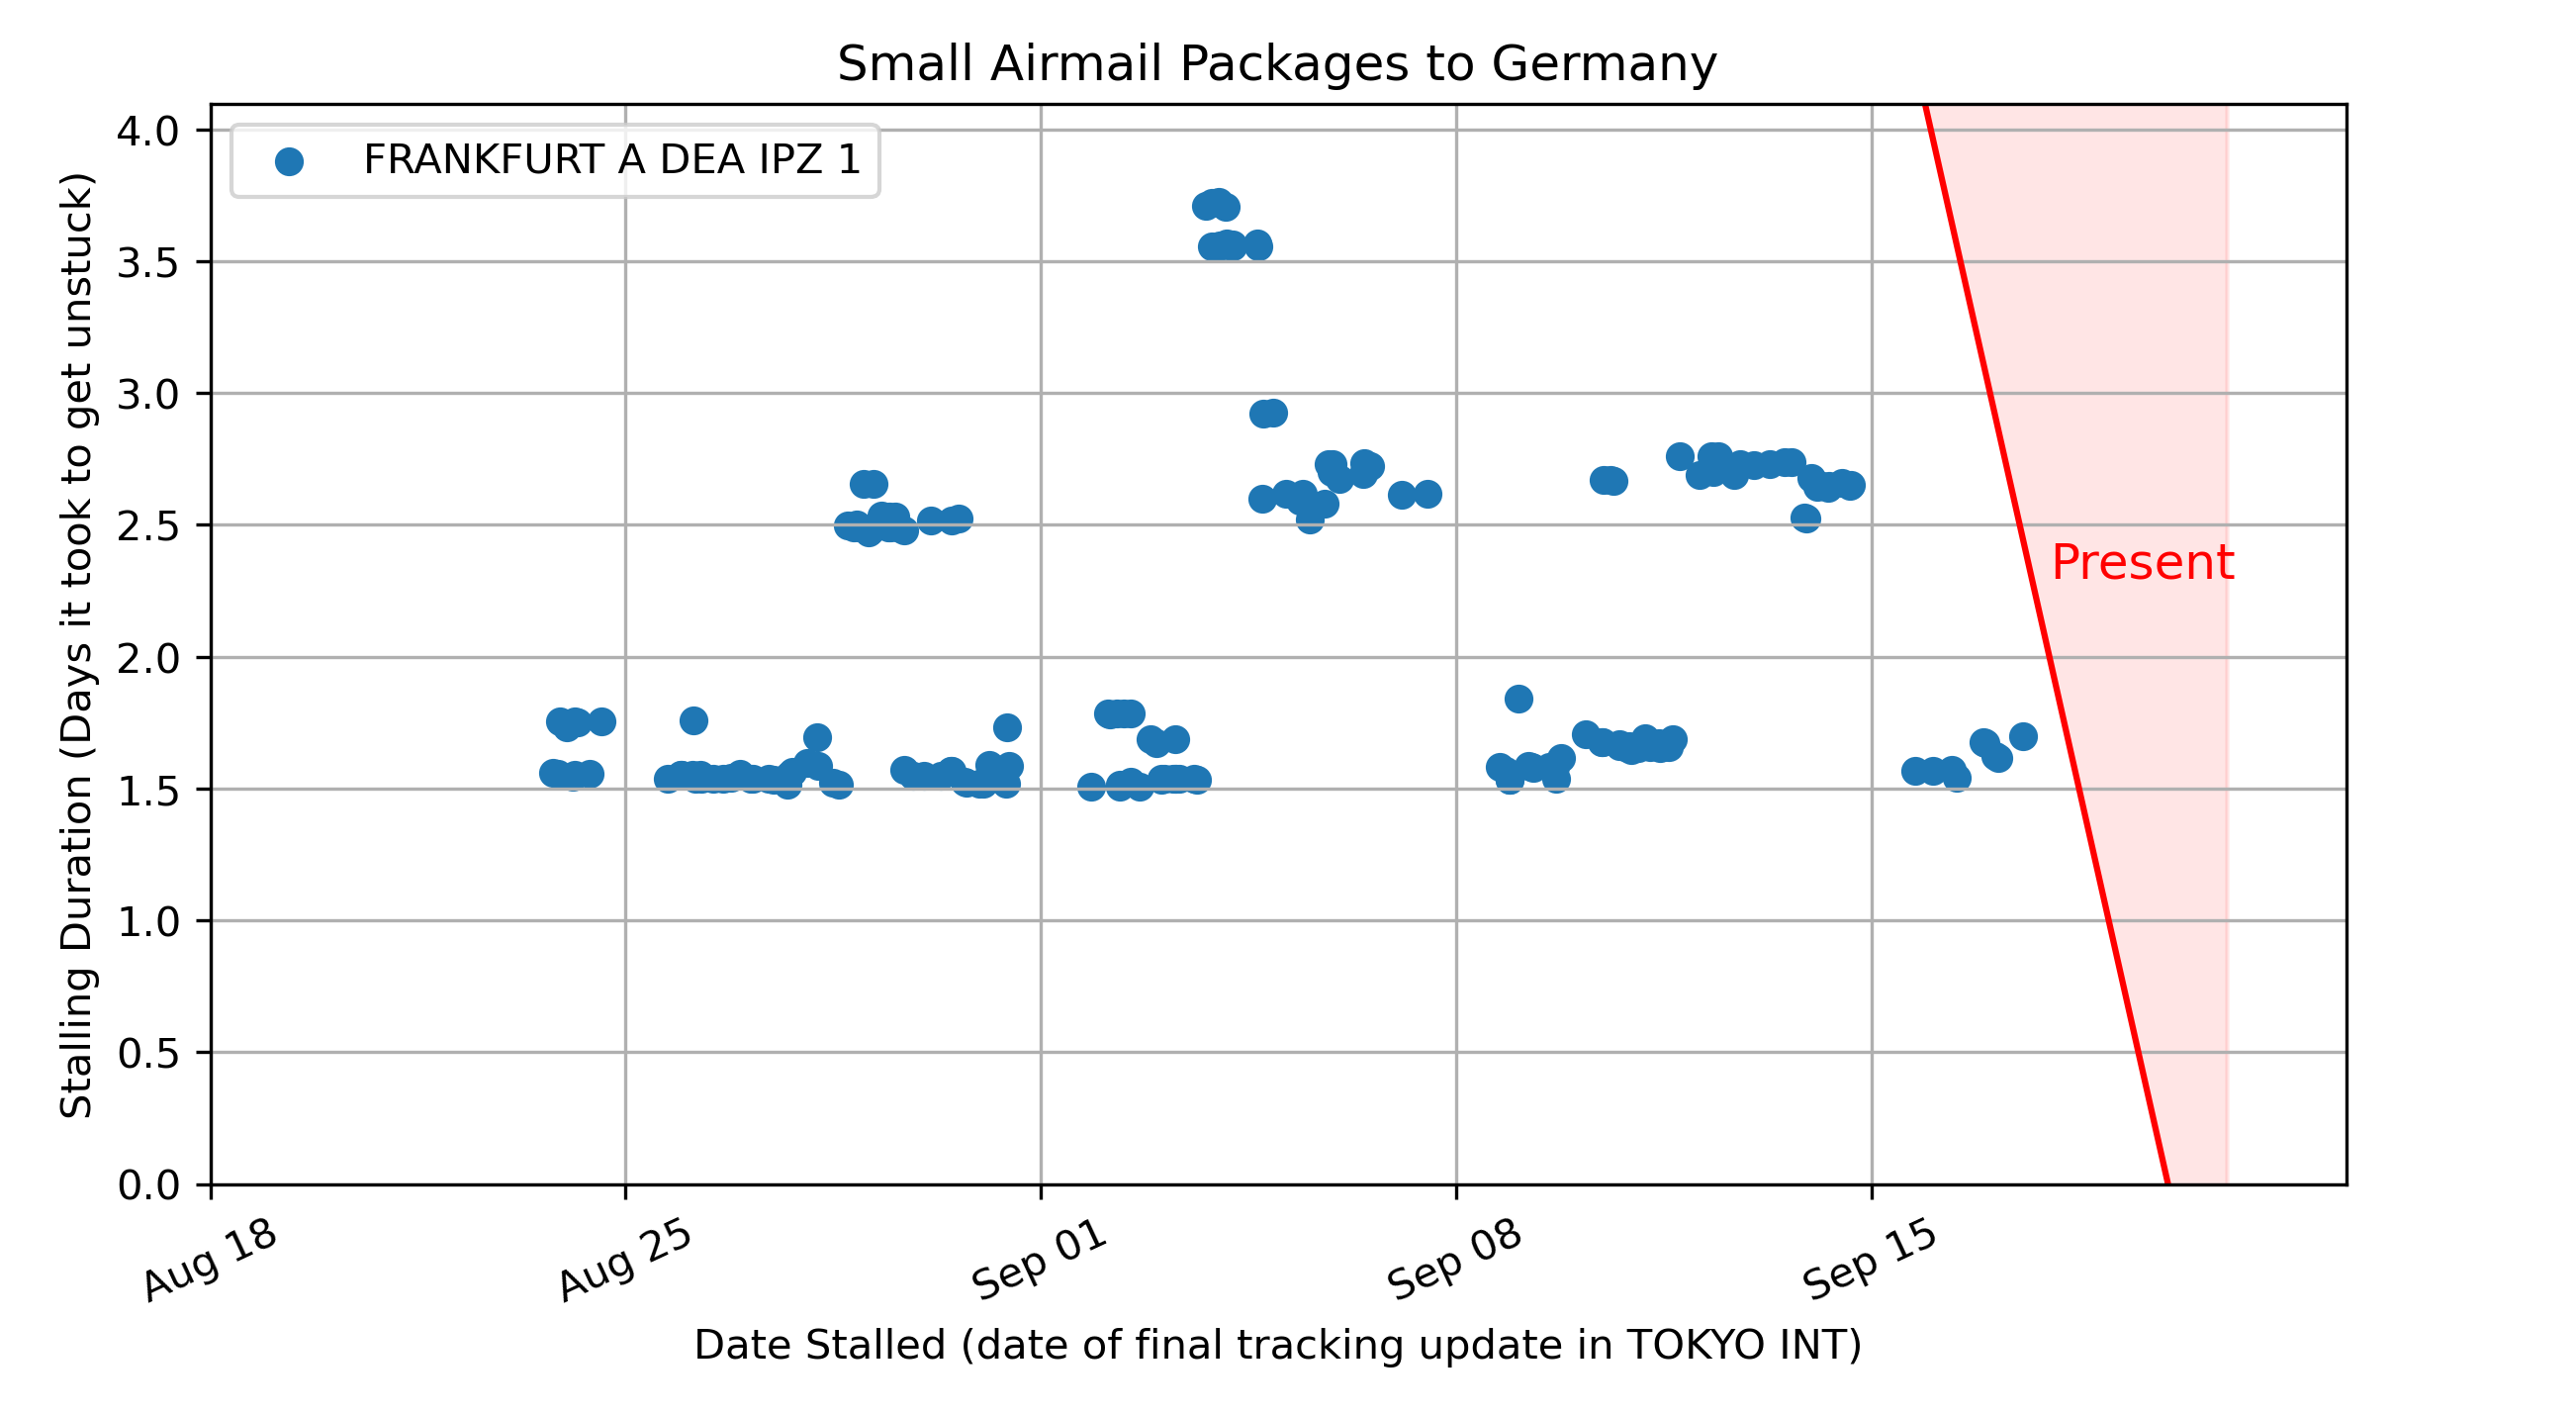 Small Airmail Packages to Germany
FRANKFURT A DEA IPZ 1
Stalling Duration (Days it took to get unstuck)
4.0
3.5
3.0
2.5
2.0
1.5
1.0
0.5
0.0
Present
Aug 18
Aug 25
Sep 01
Sep 08
Sep 15
Date Stalled (date of final tracking update in TOKYO INT)